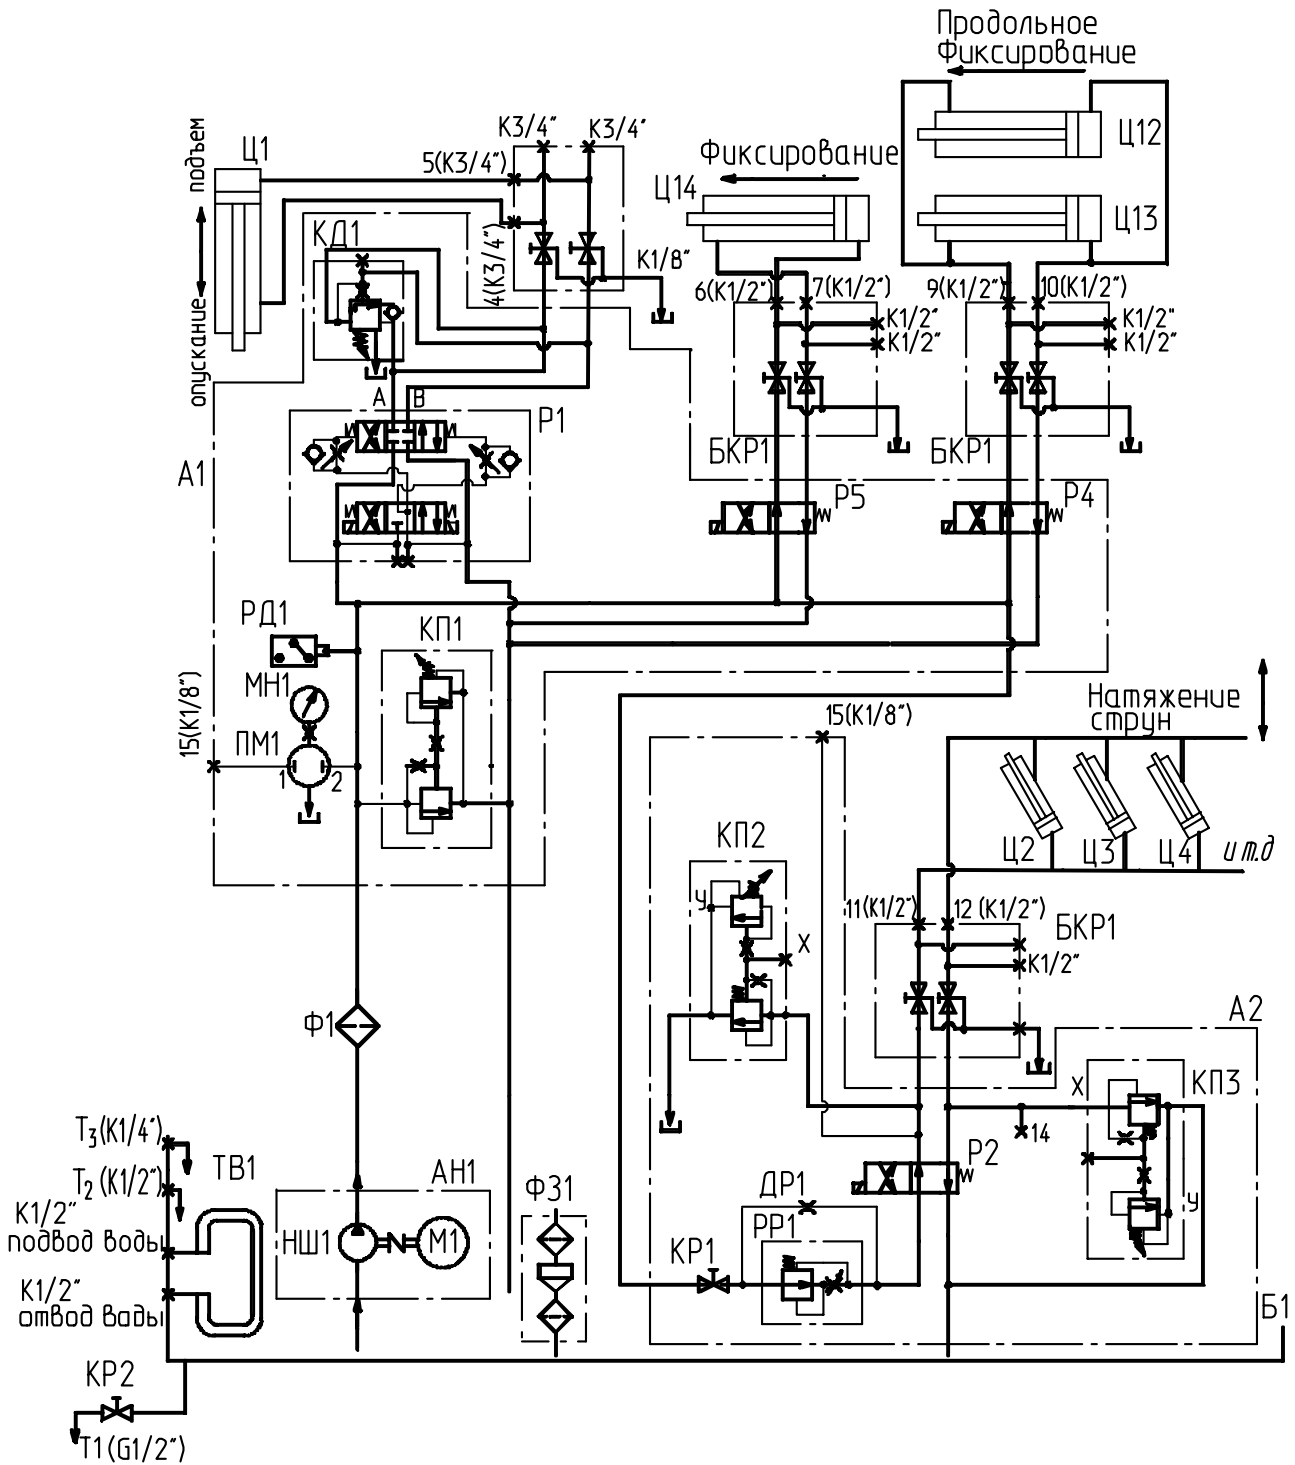 Продольное
Фиксирование
Ц12
Ц13
Фиксирование
Ц14
К3/4"
К3/4"
5(К3/4")
4(К3/4")
К1/8"
подъем
опускание
Ц1
КД1
6(К1/2")
7(К1/2")
К1/2"
К1/2"
БКР1
9(К1/2")
10(К1/2")
К1/2"
К1/2"
БКР1
А
В
Р1
А1
Р5
Р4
РД1
КП1
МН1
15(К1/8")
ПМ1
1
2
Натяжение
струн
15(К1/8")
Ц2
Ц3
Ц4
и т.д
КП2
У
Х
11(К1/2")
12 (К1/2")
БКР1
К1/2"
А2
Ф1
Х
КП3
14
У
Р2
Т3(К1/4")
Т2 (К1/2")
ТВ1
К1/2"
подвод воды
К1/2"
отвод вады
АН1
НШ1
М1
ФЗ1
ДР1
РР1
КР1
Б1
КР2
Т1(G1/2")